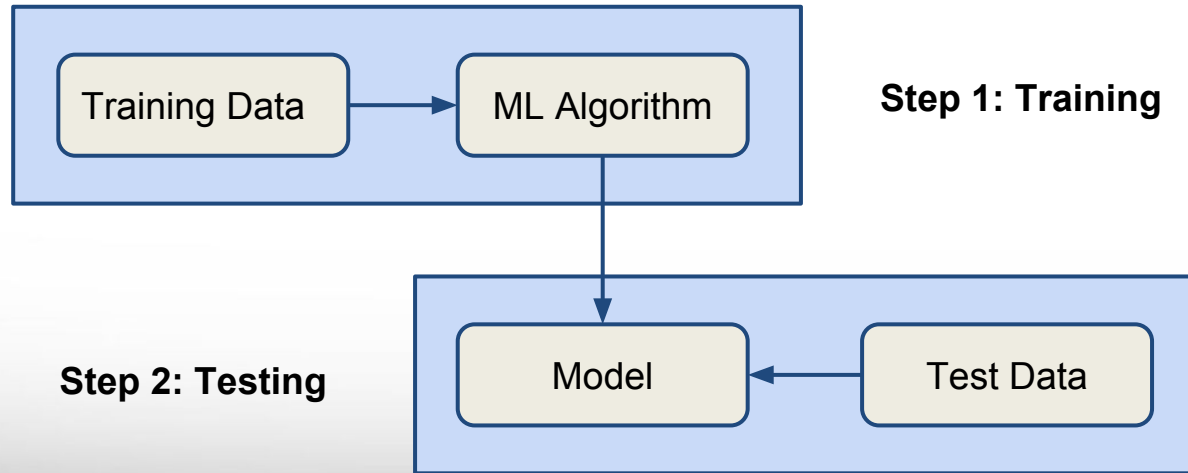 Training Data
ML Algorithm
Step 1: Training
Step 2: Testing
Model
Test Data